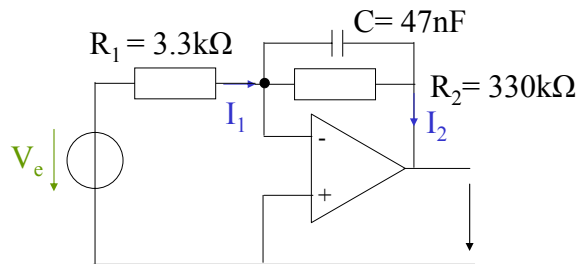 C= 47nF
R₁ = 3.3kΩ
R₂= 330kΩ
I₁
I₂
Vₑ
-
+